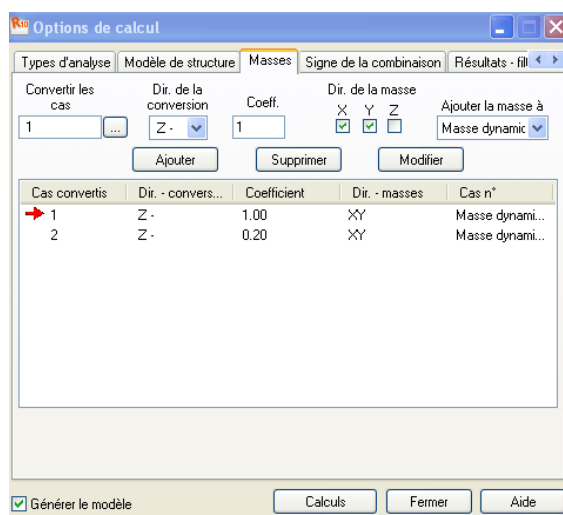 R10 Options de calcul
Types d'analyse Modèle de structure Masses Signe de la combinaison Résultats - filt
Convertir les cas
Dir. de la conversion
Coeff.
Dir. de la masse
X Y Z
Ajouter la masse à
1 ... Z - 1 Masse dynamic
Ajouter Supprimer Modifier
Cas convertis Dir. - convers... Coefficient Dir. - masses Cas n°
1 Z - 1.00 XY Masse dynami...
2 Z - 0.20 XY Masse dynami...
Générer le modèle Calculs Fermer Aide